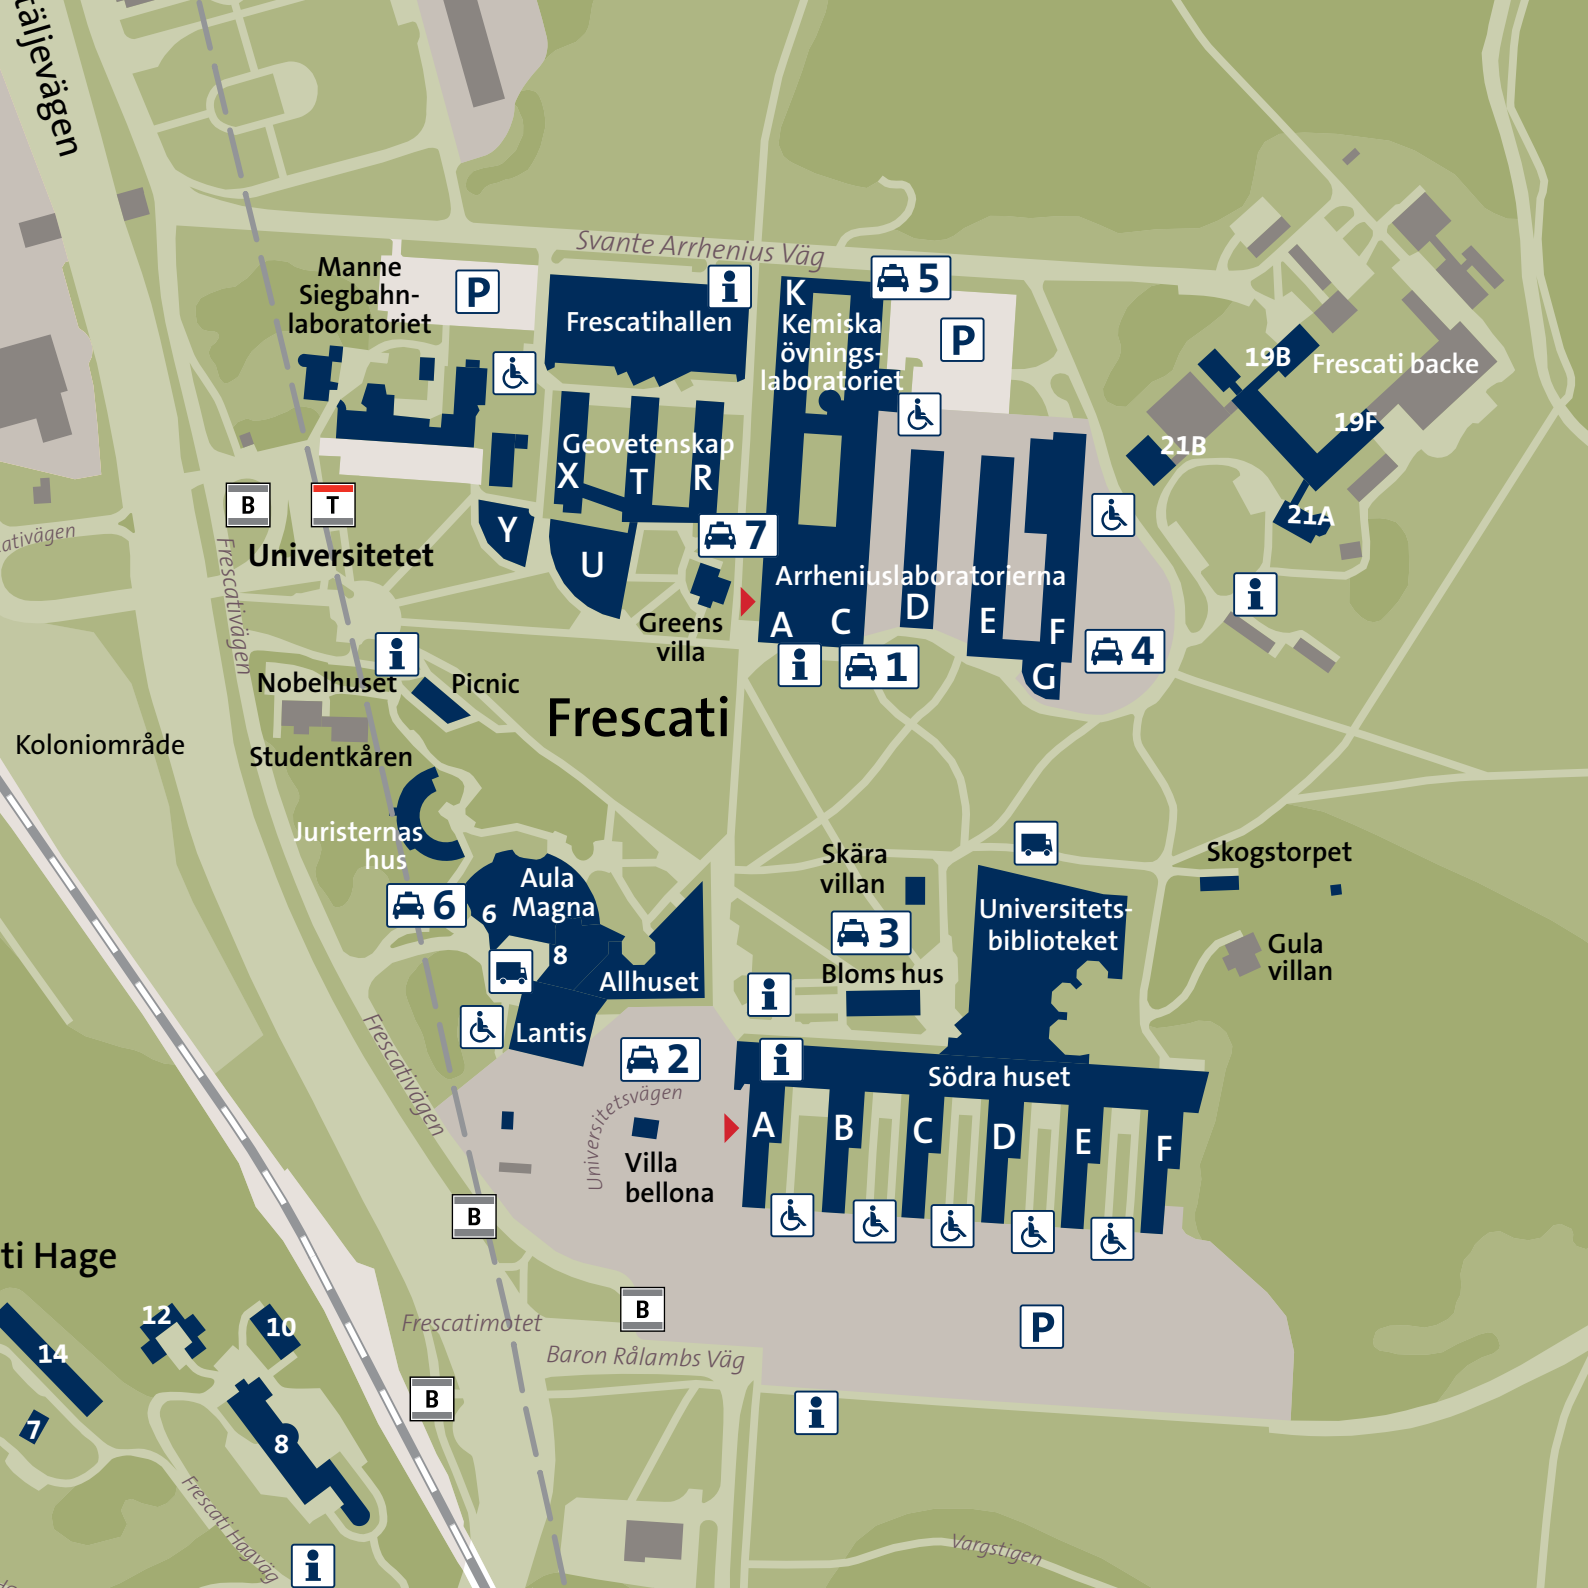 täljevägen
Svante Arrhenius Väg
Manne
Siegbahn-
laboratoriet
P
i
Frescatihallen
K
5
Kemiska
övnings-
laboratoriet
P
19B
Frescati backe
19F
21B
21A
Geovetenskap
X
T
R
B
T
Universitetet
Y
U
7
Greens
villa
Arrheniuslaboratorierna
A
C
D
E
F
G
i
1
4
i
ativägen
Frescativägen
i
Nobelhuset
Picnic
Studentkåren
Frescati
Koloniområde
Juristernas
hus
6
6
Aula
Magna
8
Allhuset
Lantis
Skära
villan
3
Bloms hus
i
Universitets-
biblioteket
Skogstorpet
Gula
villan
Frescativägen
2
i
Södra huset
Universitetsvägen
Villa
bellona
A
B
C
D
E
F
B
B
P
Frescatimotet
Baron Rålambs Väg
B
i
ti Hage
12
10
14
7
8
Frescati Hagväg
i
Vargstigen